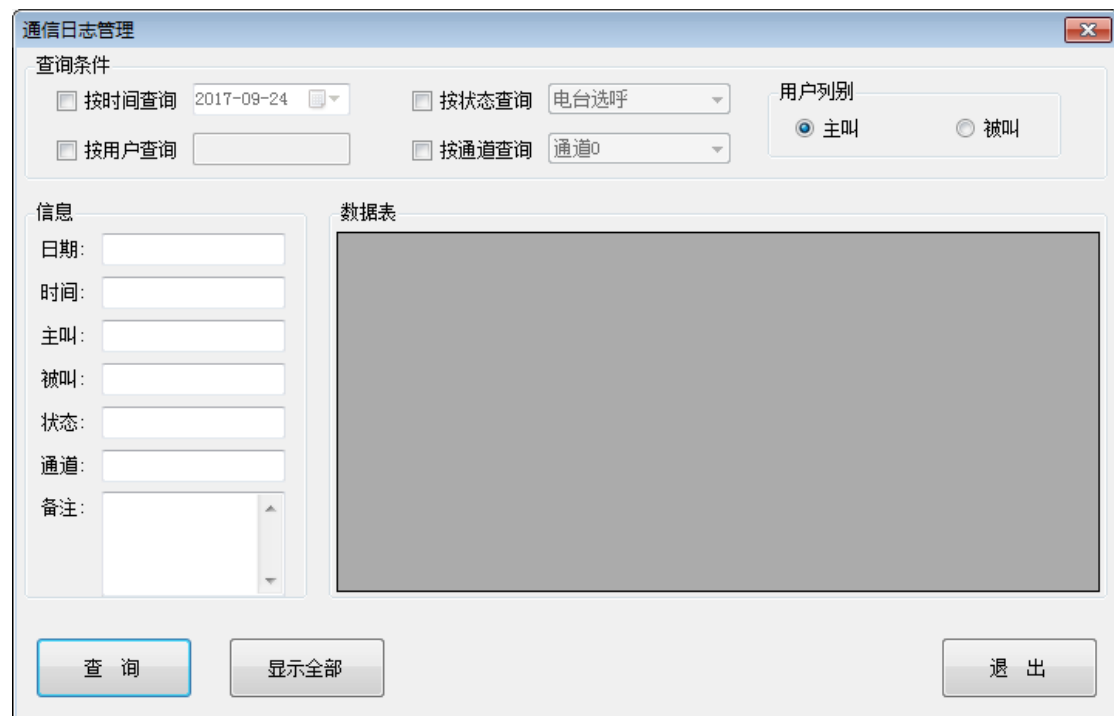 通信日志管理
查询条件
按时间查询 2017-09-24 按状态查询 电台选呼
用户列别
主叫 被叫
按用户查询 按通道查询 通道0
信息
数据表
日期:
时间:
主叫:
被叫:
状态:
通道:
备注:
查 询 显示全部 退 出